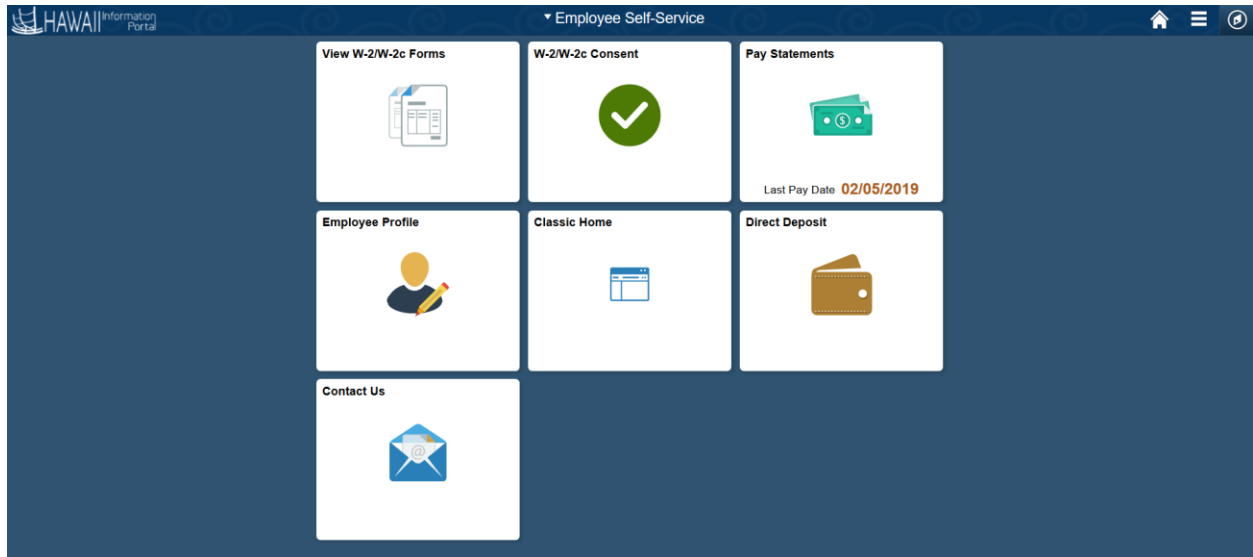 HAWAII Information Portal
Employee Self-Service
View W-2/W-2c Forms
W-2/W-2c Consent
Pay Statements
$
Last Pay Date 02/05/2019
Employee Profile
Classic Home
Direct Deposit
Contact Us
@